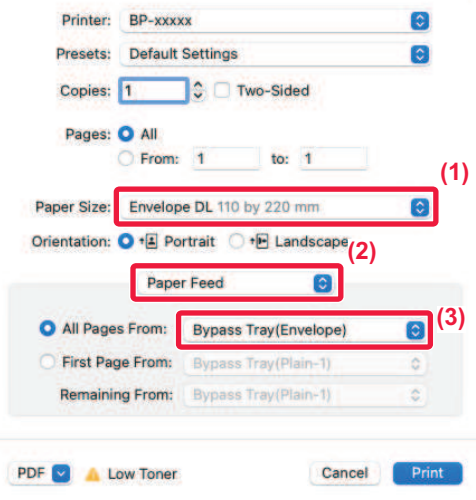 Printer: BP-xxxxx
Presets: Default Settings
Copies: 1 Two-Sided
Pages: All
From: 1 to: 1
(1)
Paper Size: Envelope DL 110 by 220 mm
Orientation: Portrait Landscape
(2)
Paper Feed
(3)
All Pages From: Bypass Tray(Envelope)
First Page From: Bypass Tray(Plain-1)
Remaining From: Bypass Tray(Plain-1)
PDF Low Toner Cancel Print